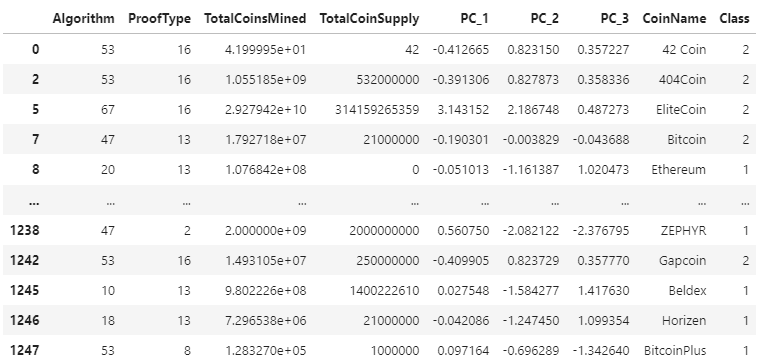 Algorithm ProofType TotalCoinsMined TotalCoinSupply PC_1 PC_2 PC_3 CoinName Class
0 53 16 4.199995e+01 42 -0.412665 0.823150 0.357227 42 Coin 2
2 53 16 1.055185e+09 532000000 -0.391306 0.827873 0.358336 404Coin 2
5 67 16 2.927942e+10 314159265359 3.143152 2.186748 0.487273 EliteCoin 2
7 47 13 1.792718e+07 21000000 -0.190301 -0.003829 -0.043688 Bitcoin 2
8 20 13 1.076842e+08 0 -0.051013 -1.161387 1.020473 Ethereum 1
... ... ... ... ... ... ... ... ... ...
1238 47 2 2.000000e+09 2000000000 0.560750 -2.082122 -2.376795 ZEPHYR 1
1242 53 16 1.493105e+07 250000000 -0.409905 0.823729 0.357770 Gapcoin 2
1245 10 13 9.802226e+08 1400222610 0.027548 -1.584277 1.417630 Beldex 1
1246 18 13 7.296538e+06 21000000 -0.042086 -1.247450 1.099354 Horizen 1
1247 53 8 1.283270e+05 1000000 0.097164 -0.696289 -1.342640 BitcoinPlus 1